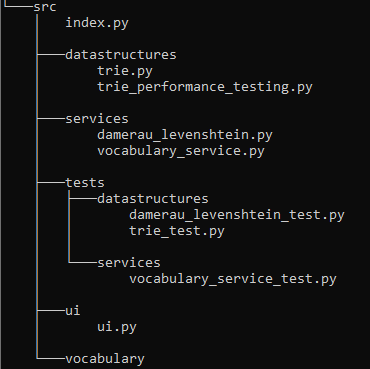 src
index.py
datastructures
trie.py
trie_performance_testing.py
services
damerau_levenshtein.py
vocabulary_service.py
tests
datastructures
damerau_levenshtein_test.py
trie_test.py
services
vocabulary_service_test.py
ui
ui.py
vocabulary